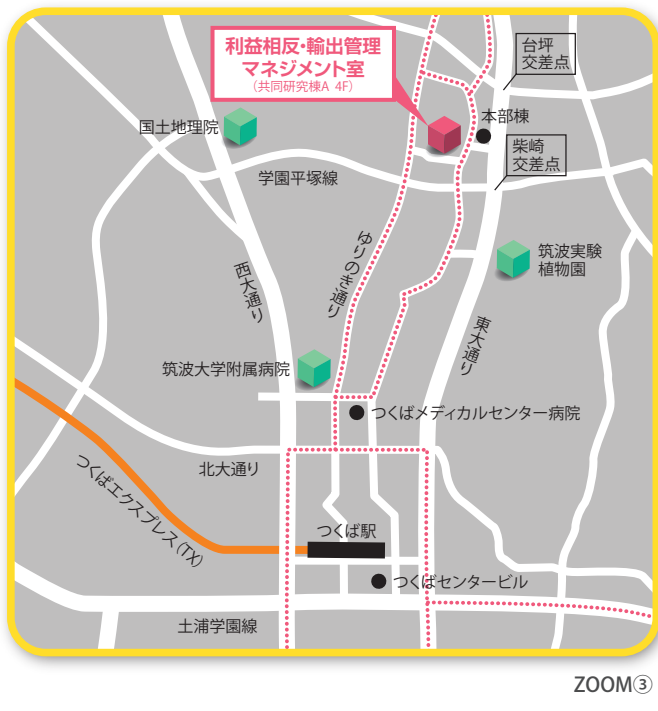 利益相反・輸出管理
マネジメント室
（共同研究棟A 4F）
台坪
交差点
国土地理院
本部棟
柴崎
交差点
学園平塚線
ゆりのき通り
筑波実験
植物園
西大通り
東大通り
筑波大学附属病院
つくばメディカルセンター病院
北大通り
つくばエクスプレス（TX）
つくば駅
つくばセンタービル
土浦学園線
ZOOM③